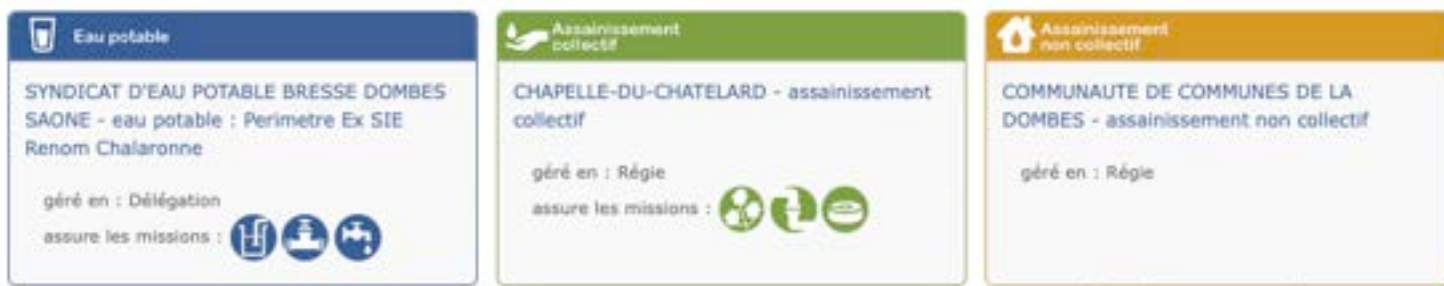 Eau potable
SYNDICAT D'EAU POTABLE BRESSE DOMBES
SAONE - eau potable : Perimetre Ex SIE
Renom Chalaronne
géré en : Délégation
assure les missions :
Assainissement
collectif
CHAPELLE-DU-CHATELARD - assainissement
collectif
géré en : Régie
assure les missions :
Assainissement
non collectif
COMMUNAUTE DE COMMUNES DE LA
DOMBES - assainissement non collectif
géré en : Régie